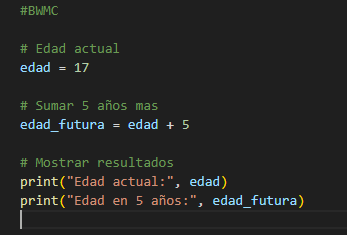 #BWMC
# Edad actual
edad = 17
# Sumar 5 años mas
edad_futura = edad + 5
# Mostrar resultados
print("Edad actual:", edad)
print("Edad en 5 años:", edad_futura)